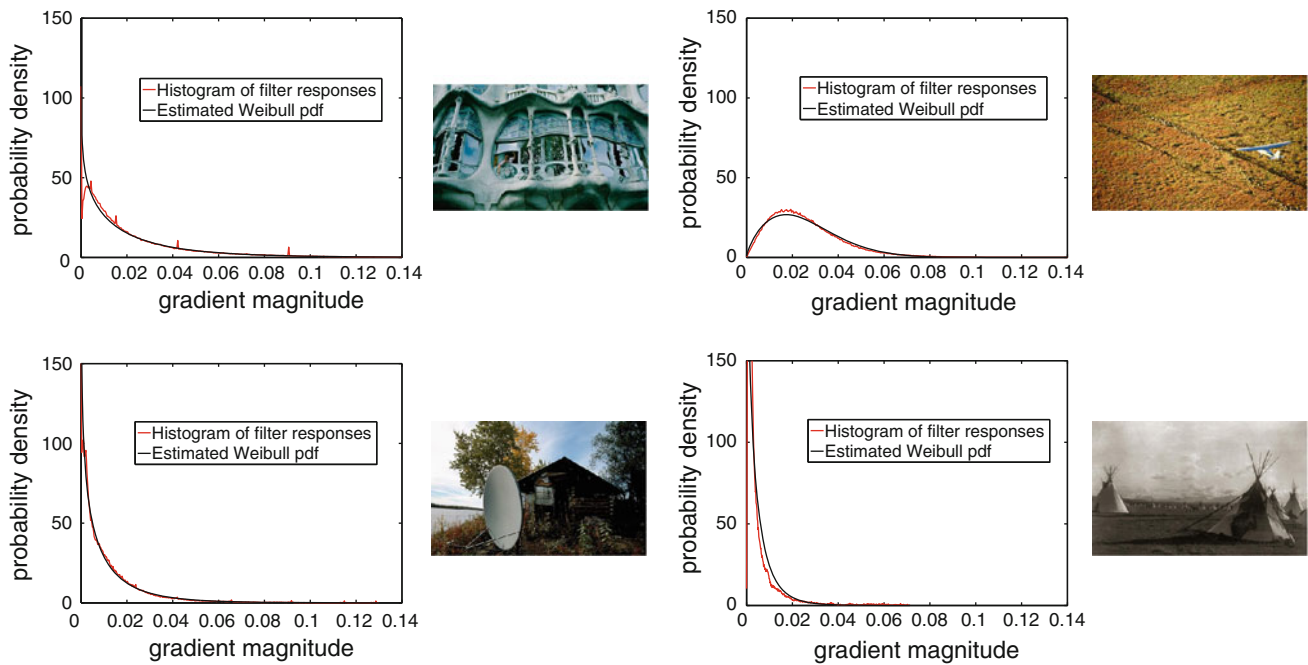 150
100
50
0
probability density
Histogram of filter responses
Estimated Weibull pdf
0 0.02 0.04 0.06 0.08 0.1 0.12 0.14
gradient magnitude
150
100
50
0
probability density
Histogram of filter responses
Estimated Weibull pdf
0 0.02 0.04 0.06 0.08 0.1 0.12 0.14
gradient magnitude
150
100
50
0
probability density
Histogram of filter responses
Estimated Weibull pdf
0 0.02 0.04 0.06 0.08 0.1 0.12 0.14
gradient magnitude
150
100
50
0
probability density
Histogram of filter responses
Estimated Weibull pdf
0 0.02 0.04 0.06 0.08 0.1 0.12 0.14
gradient magnitude